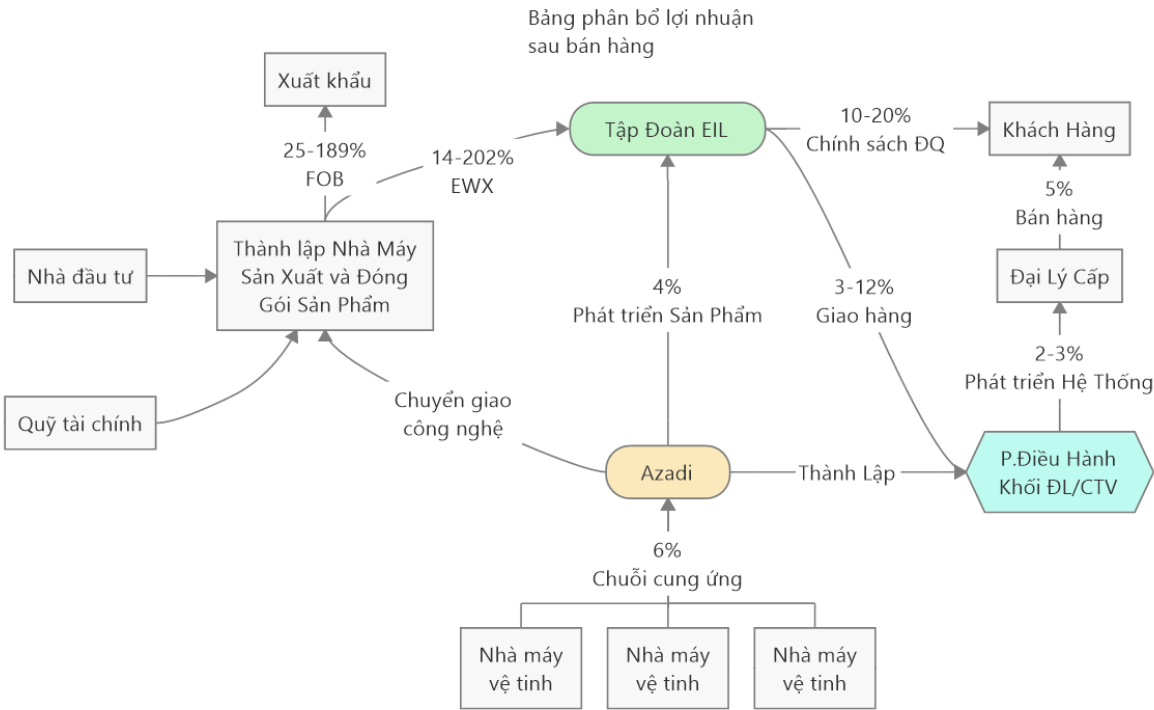 Bảng phân bổ lợi nhuận
sau bán hàng
Xuất khẩu
25-189%
FOB
14-202%
EWX
Tập Đoàn EIL
10-20%
Chính sách ĐQ
Khách Hàng
5%
Bán hàng
Nhà đầu tư
Thành lập Nhà Máy
Sản Xuất và Đóng
Gói Sản Phẩm
4%
Phát triển Sản Phẩm
3-12%
Giao hàng
Đại Lý Cấp
2-3%
Phát triển Hệ Thống
Quỹ tài chính
Chuyển giao
công nghệ
Azadi
Thành Lập
P.Điều Hành
Khối ĐL/CTV
6%
Chuỗi cung ứng
Nhà máy
vệ tinh
Nhà máy
vệ tinh
Nhà máy
vệ tinh